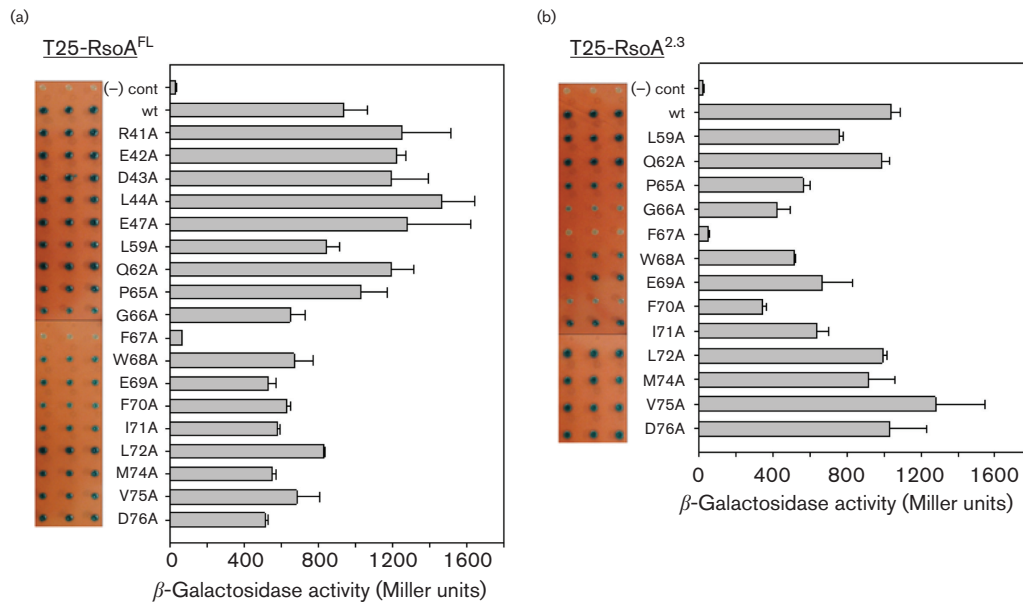 (a)
T25-RsoA^FL
(–) cont
wt
R41A
E42A
D43A
L44A
E47A
L59A
Q62A
P65A
G66A
F67A
W68A
E69A
F70A
I71A
L72A
M74A
V75A
D76A
0 400 800 1200 1600
β-Galactosidase activity (Miller units)
(b)
T25-RsoA^2.3
(–) cont
wt
L59A
Q62A
P65A
G66A
F67A
W68A
E69A
F70A
I71A
L72A
M74A
V75A
D76A
0 400 800 1200 1600
β-Galactosidase activity (Miller units)